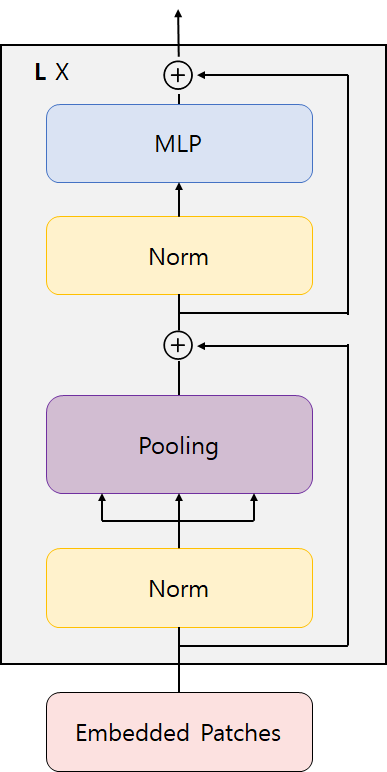 L X
MLP
Norm
Pooling
Norm
Embedded Patches